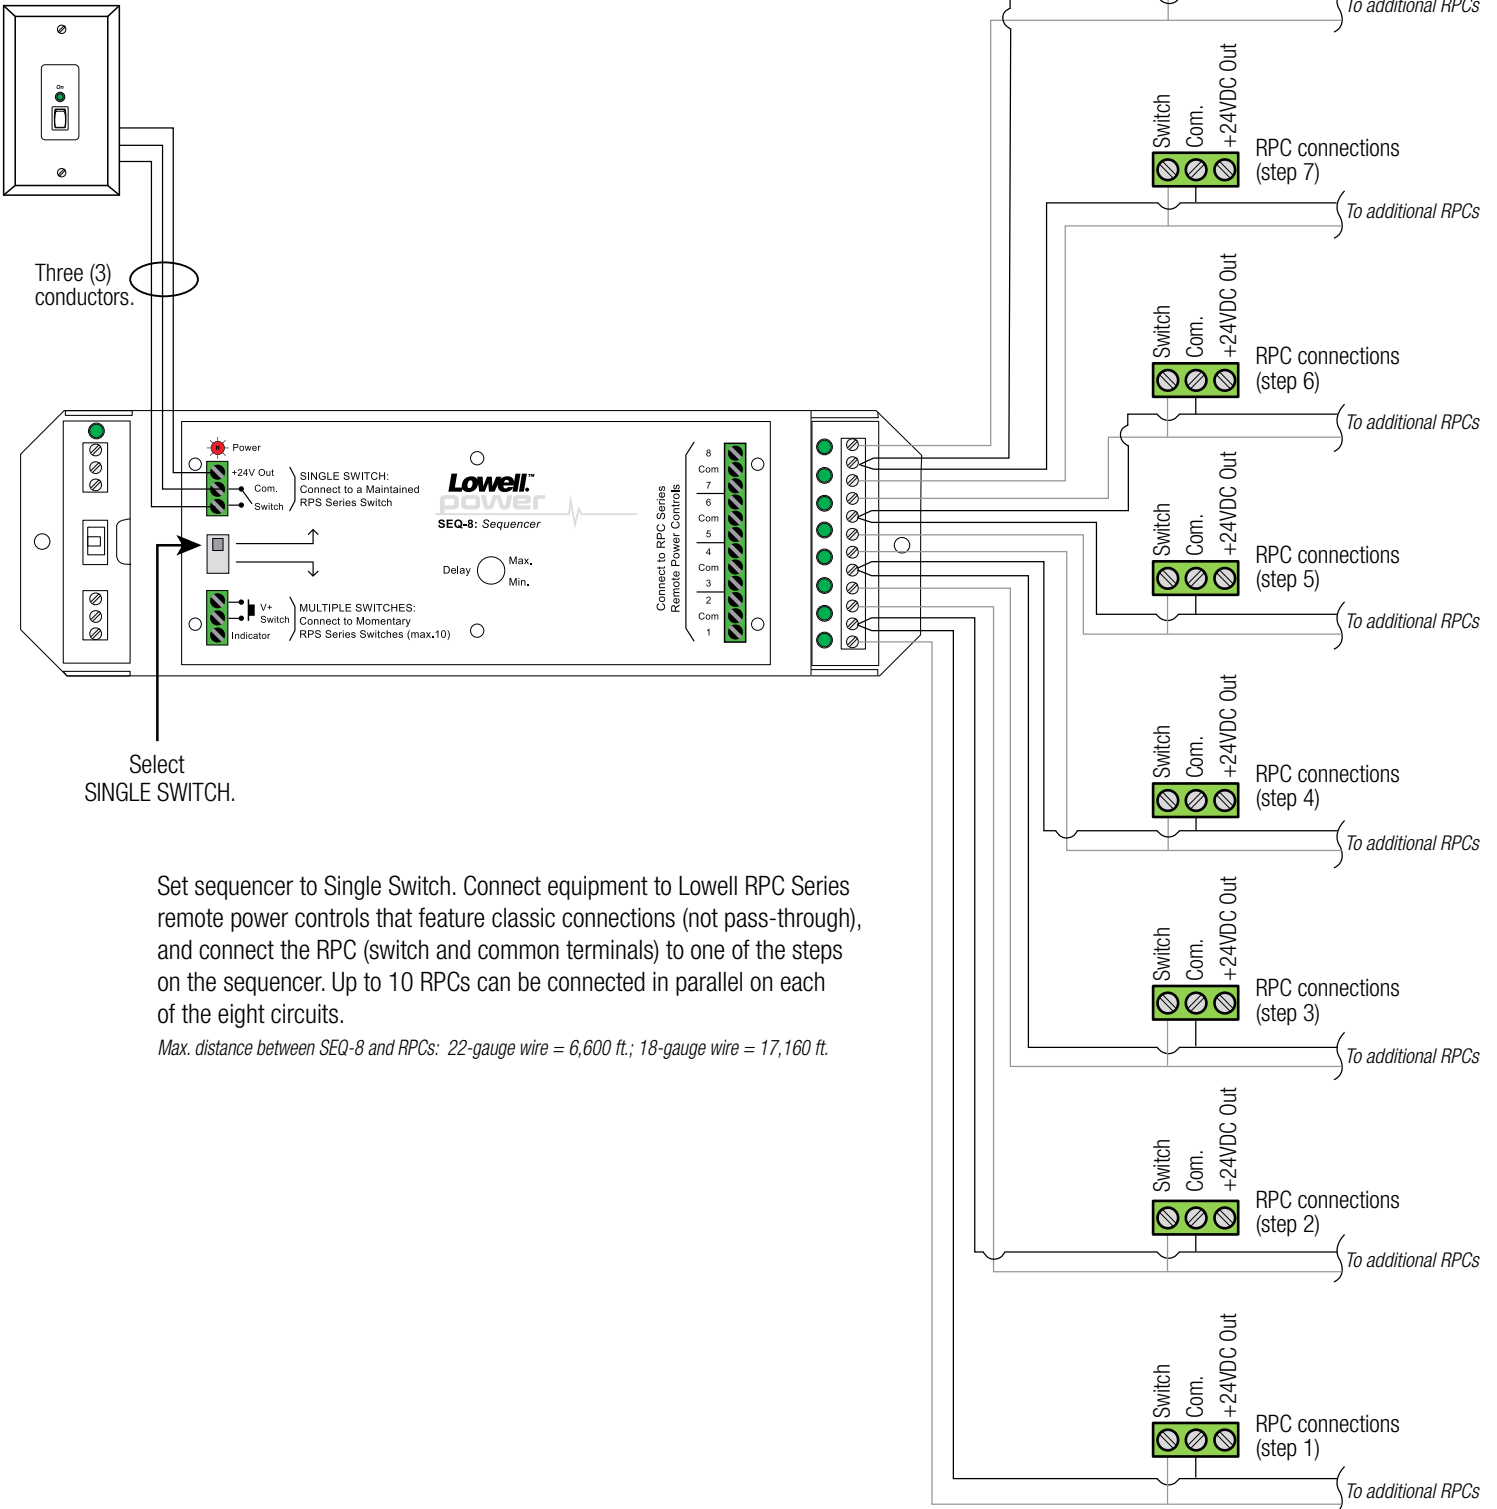 To additional RPCs
On
Switch
Com.
+24VDC Out
RPC connections
(step 7)
To additional RPCs
Three (3)
conductors.
Switch
Com.
+24VDC Out
RPC connections
(step 6)
To additional RPCs
R
Power
+24V Out
Com.
Switch
SINGLE SWITCH:
Connect to a Maintained
RPS Series Switch
Lowell™
power
SEQ-8: Sequencer
Delay
Max.
Min.
V+
Switch
Indicator
MULTIPLE SWITCHES:
Connect to Momentary
RPS Series Switches (max.10)
Connect to RPC Series
Remote Power Controls
8
Com
7
6
Com
5
4
Com
3
2
Com
1
Switch
Com.
+24VDC Out
RPC connections
(step 5)
To additional RPCs
Select
SINGLE SWITCH.
Switch
Com.
+24VDC Out
RPC connections
(step 4)
To additional RPCs
Set sequencer to Single Switch. Connect equipment to Lowell RPC Series
remote power controls that feature classic connections (not pass-through),
and connect the RPC (switch and common terminals) to one of the steps
on the sequencer. Up to 10 RPCs can be connected in parallel on each
of the eight circuits.
Max. distance between SEQ-8 and RPCs: 22-gauge wire = 6,600 ft.; 18-gauge wire = 17,160 ft.
Switch
Com.
+24VDC Out
RPC connections
(step 3)
To additional RPCs
Switch
Com.
+24VDC Out
RPC connections
(step 2)
To additional RPCs
Switch
Com.
+24VDC Out
RPC connections
(step 1)
To additional RPCs